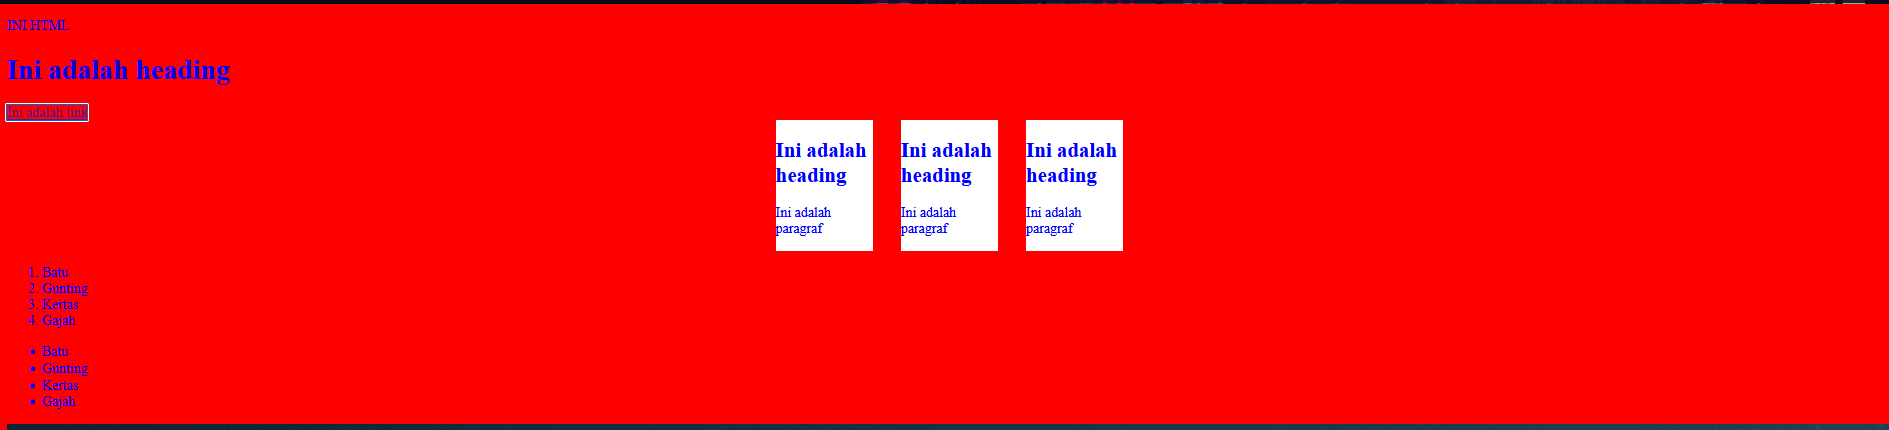 INI HTML
Ini adalah heading
Ini adalah link
Ini adalah
heading
Ini adalah
paragraf
Ini adalah
heading
Ini adalah
paragraf
Ini adalah
heading
Ini adalah
paragraf
1. Batu
2. Gunting
3. Kertas
4. Gajah
• Batu
• Gunting
• Kertas
• Gajah